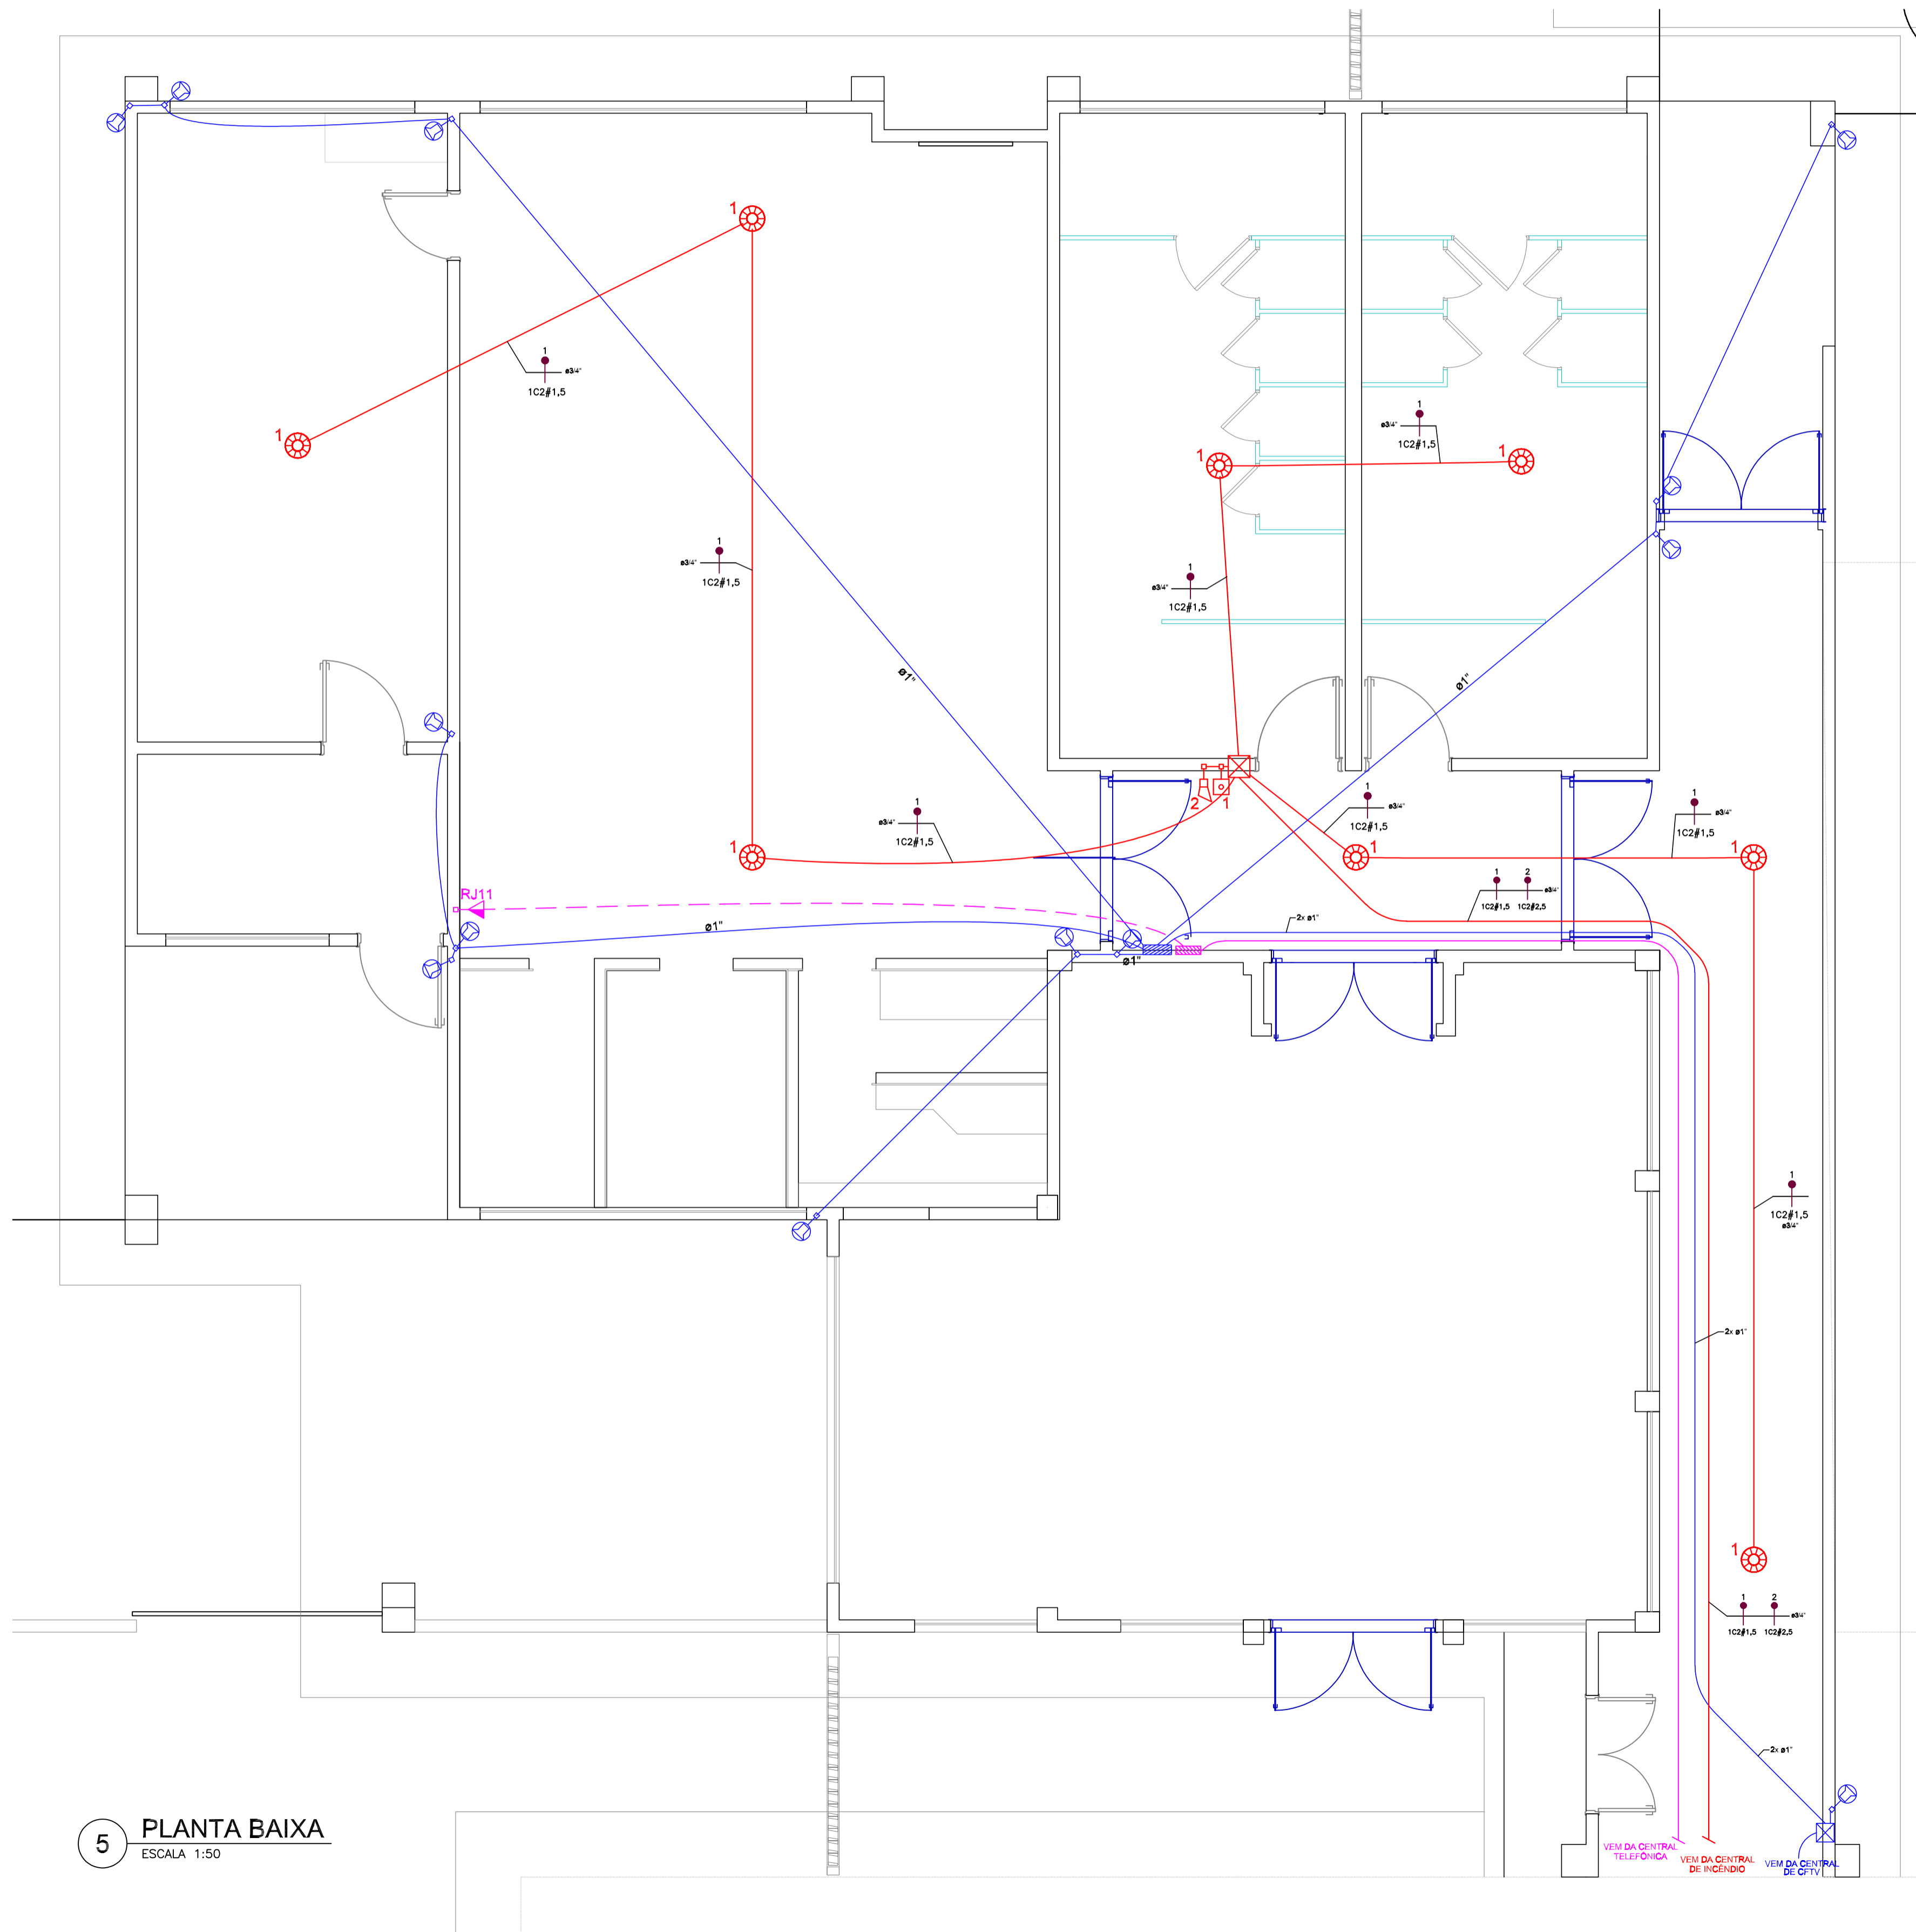 1
1
ø3/4"
1C2#1,5
1
1
ø3/4"
1C2#1,5
1
1
1
ø3/4"
1C2#1,5
1
ø3/4"
1C2#1,5
ø1"
ø1"
2
1
1
ø3/4"
1C2#1,5
1
ø3/4"
1C2#1,5
1
ø3/4"
1C2#1,5
1
1
1
1 2
ø3/4"
1C2#1,5 1C2#2,5
RJ11
ø1"
2x ø1"
ø1"
1
1C2#1,5
ø3/4"
2x ø1"
1
1 2
ø3/4"
1C2#1,5 1C2#2,5
2x ø1"
5
PLANTA BAIXA
ESCALA 1:50
VEM DA CENTRAL
TELEFÔNICA
VEM DA CENTRAL
DE INCÊNDIO
VEM DA CENTRAL
DE CFTV